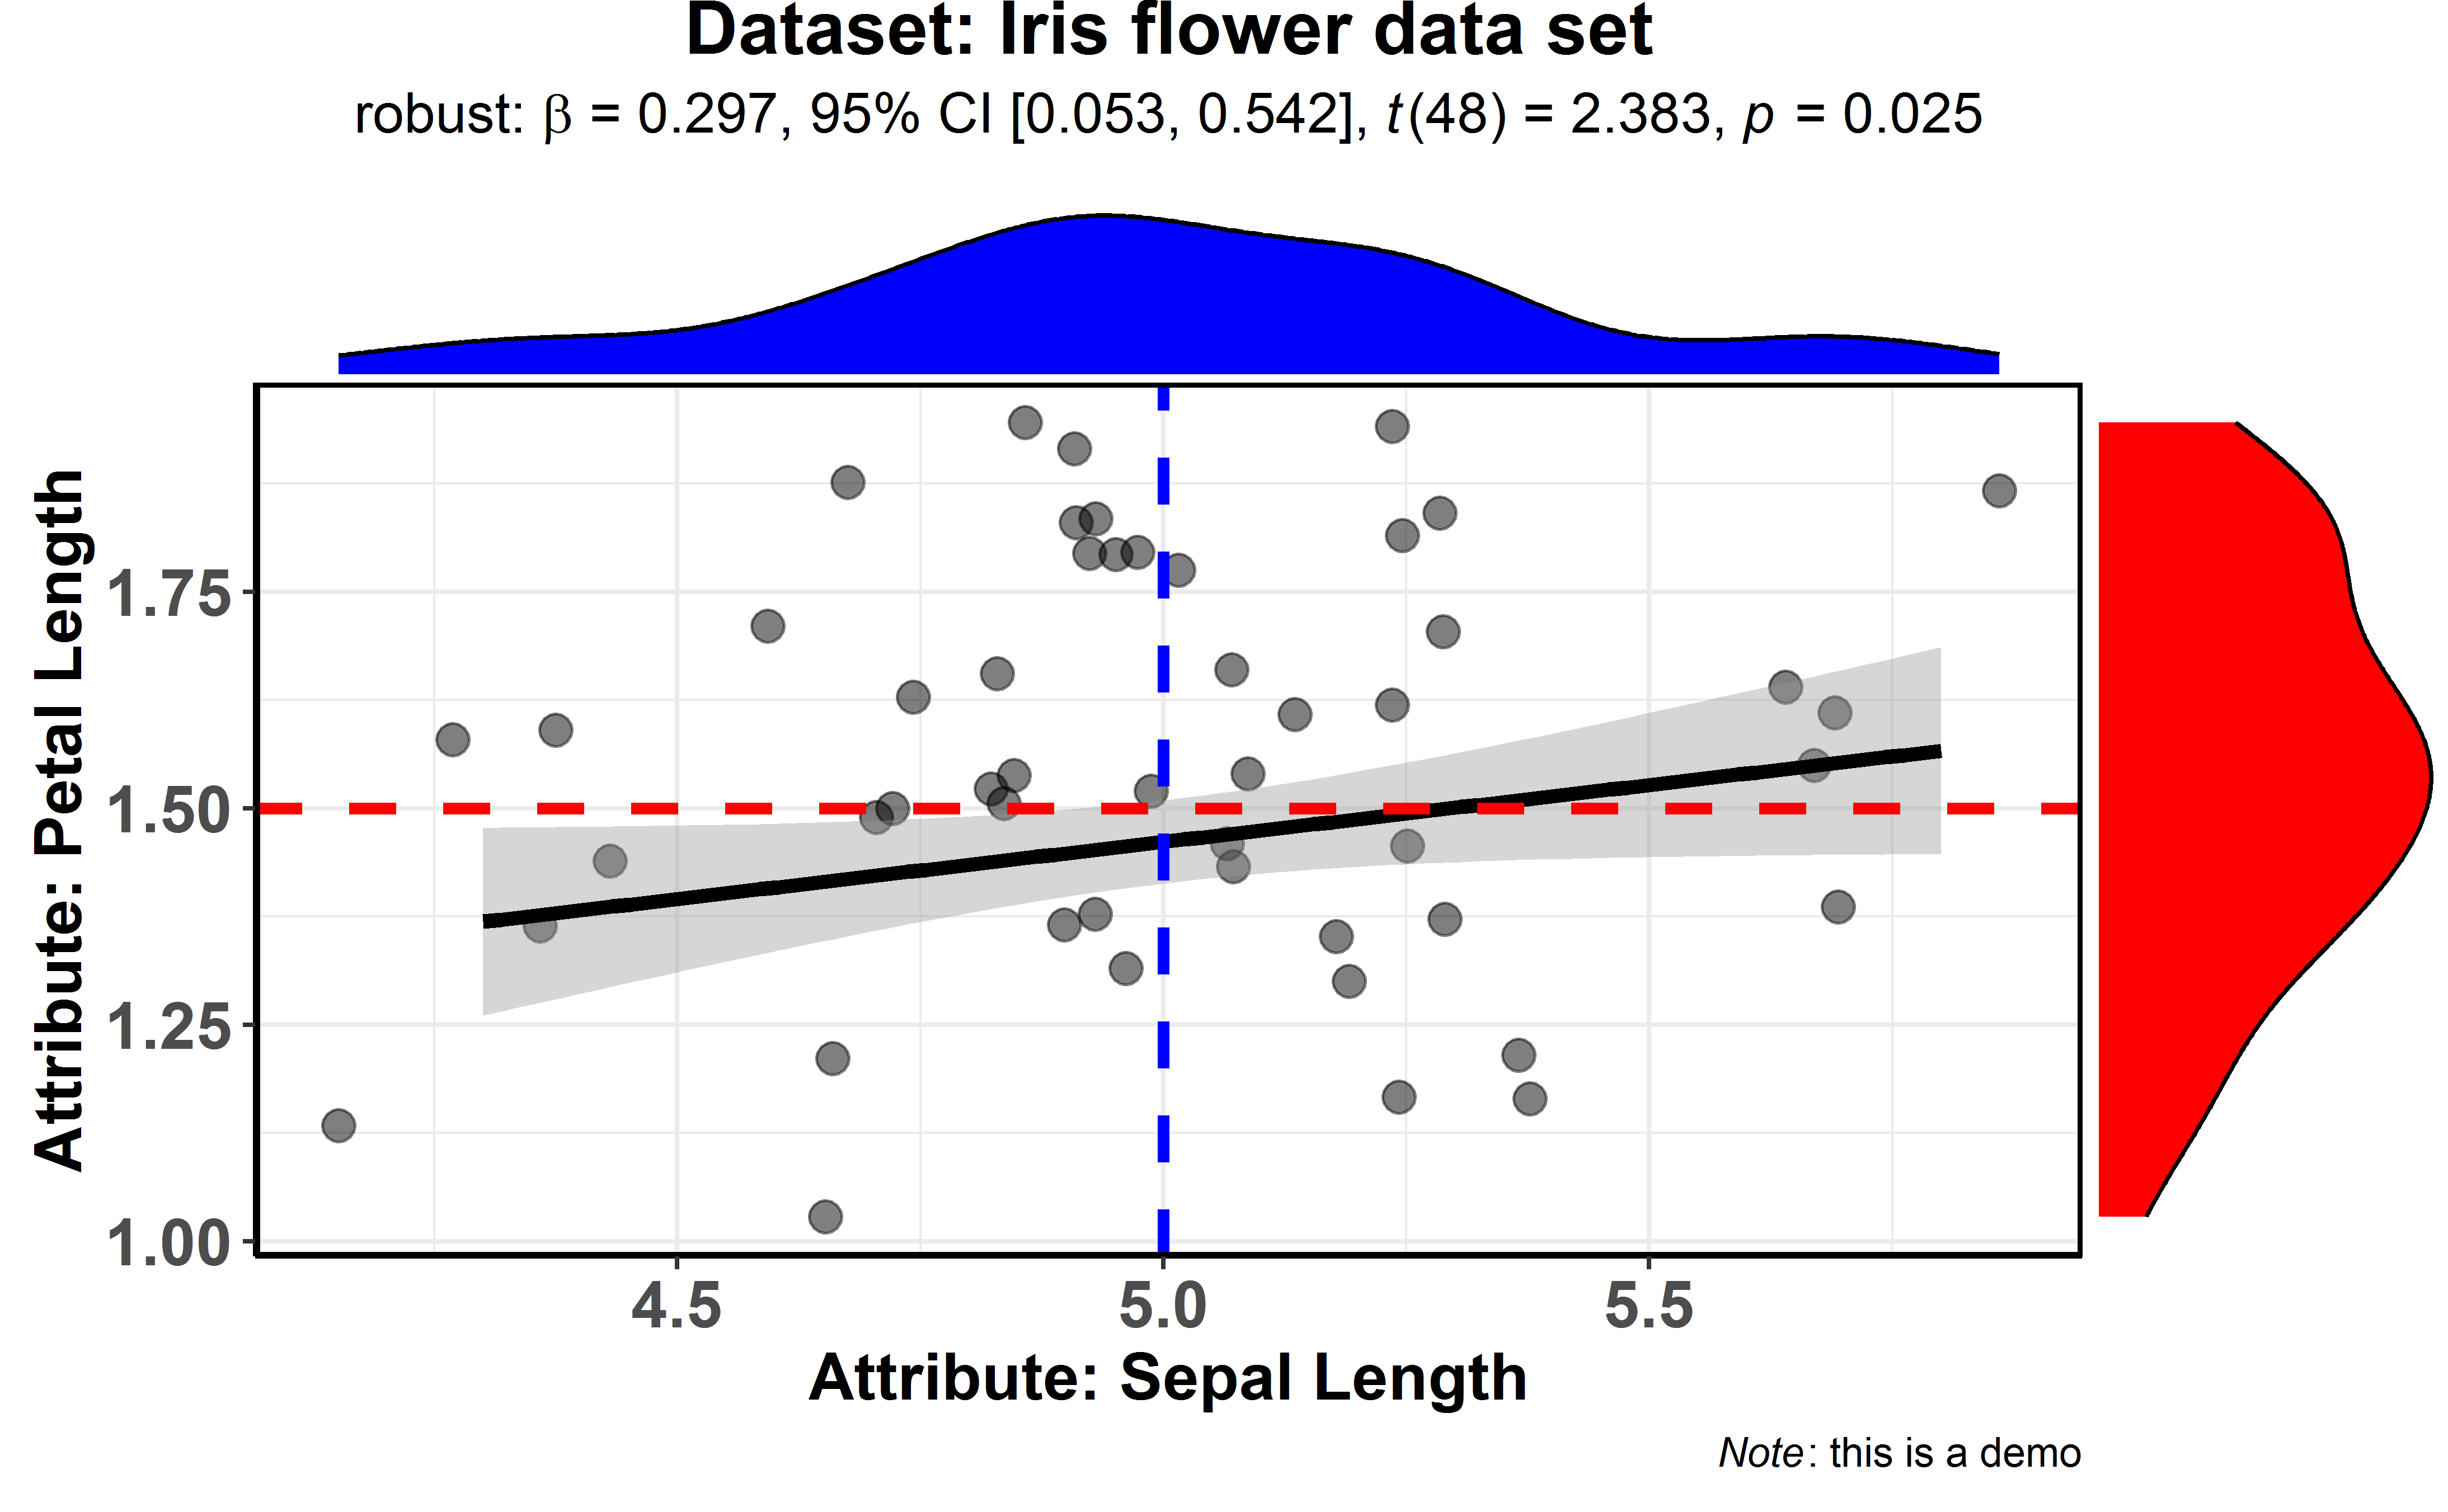 Dataset: Iris flower data set
robust: β = 0.297, 95% CI [0.053, 0.542], t(48) = 2.383, p = 0.025
Attribute: Petal Length
1.75
1.50
1.25
1.00
4.5 5.0 5.5
Attribute: Sepal Length
Note: this is a demo